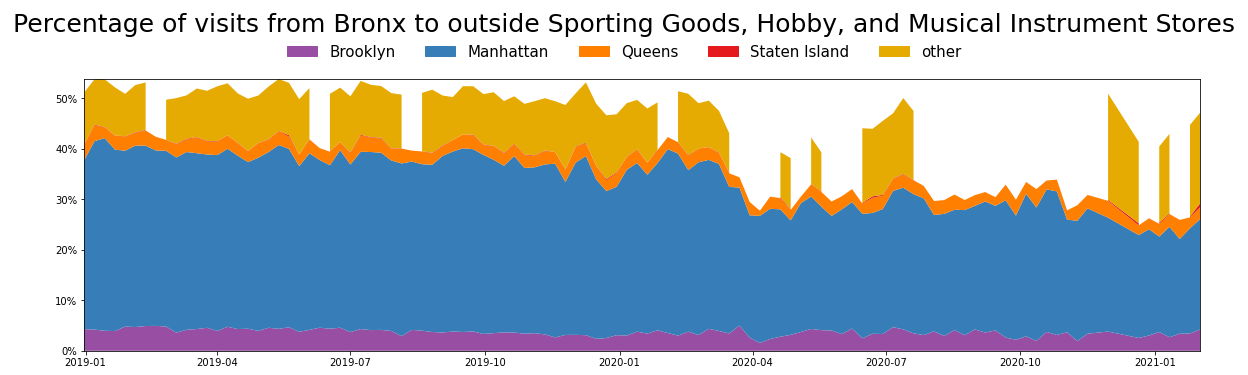 Percentage of visits from Bronx to outside Sporting Goods, Hobby, and Musical Instrument Stores
Brooklyn Manhattan Queens Staten Island other
50%
40%
30%
20%
10%
0%
2019-01 2019-04 2019-07 2019-10 2020-01 2020-04 2020-07 2020-10 2021-01